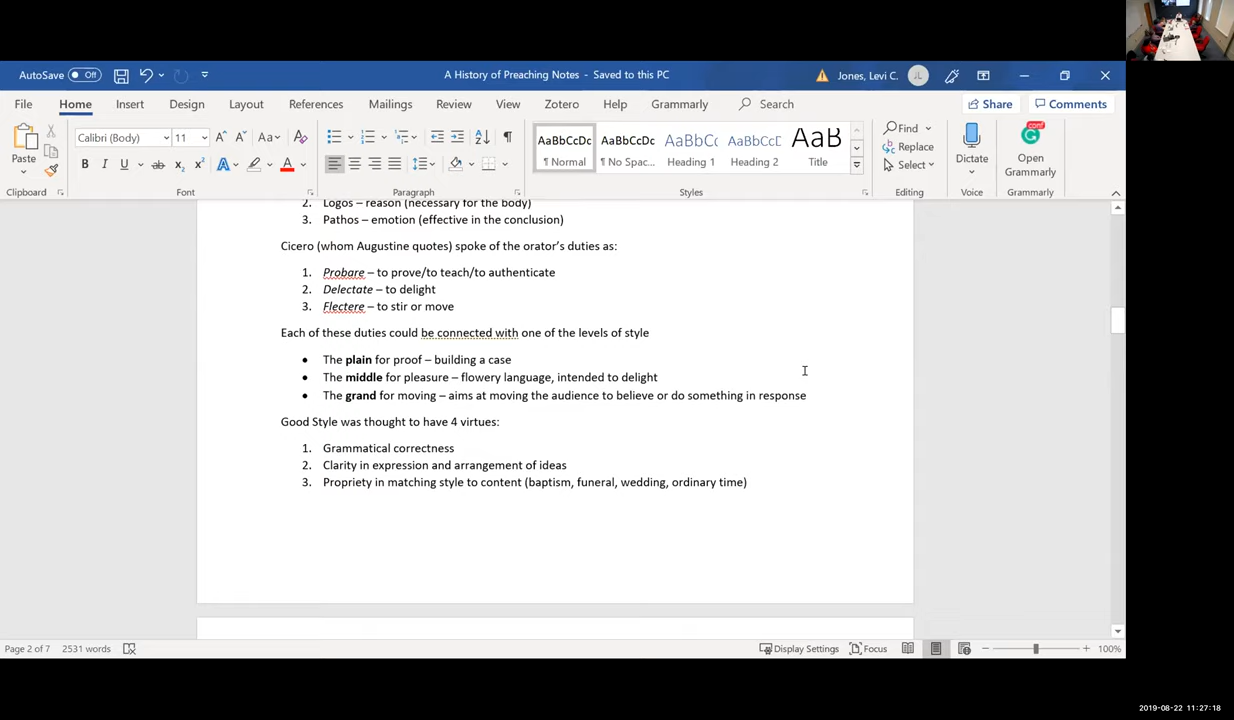 AutoSave Off
A History of Preaching Notes - Saved to this PC
Jones, Levi C. JL
File Home Insert Design Layout References Mailings Review View Zotero Help Grammarly Search Share Comments
Paste
Calibri (Body) 11
AaBbCcDc AaBbCcDc AaBbCc AaBbCcD AaB
¶ Normal ¶ No Spac... Heading 1 Heading 2 Title
Find
Replace
Select
Dictate
conf
Open Grammarly
Clipboard Font Paragraph Styles Editing Voice Grammarly
2. Logos – reason (necessary for the body)
3. Pathos – emotion (effective in the conclusion)
Cicero (whom Augustine quotes) spoke of the orator’s duties as:
1. Probare – to prove/to teach/to authenticate
2. Delectate – to delight
3. Flectere – to stir or move
Each of these duties could be connected with one of the levels of style
• The plain for proof – building a case
• The middle for pleasure – flowery language, intended to delight
• The grand for moving – aims at moving the audience to believe or do something in response
Good Style was thought to have 4 virtues:
1. Grammatical correctness
2. Clarity in expression and arrangement of ideas
3. Propriety in matching style to content (baptism, funeral, wedding, ordinary time)
Page 2 of 7 2531 words Display Settings Focus 100%
2019-08-22 11:27:18